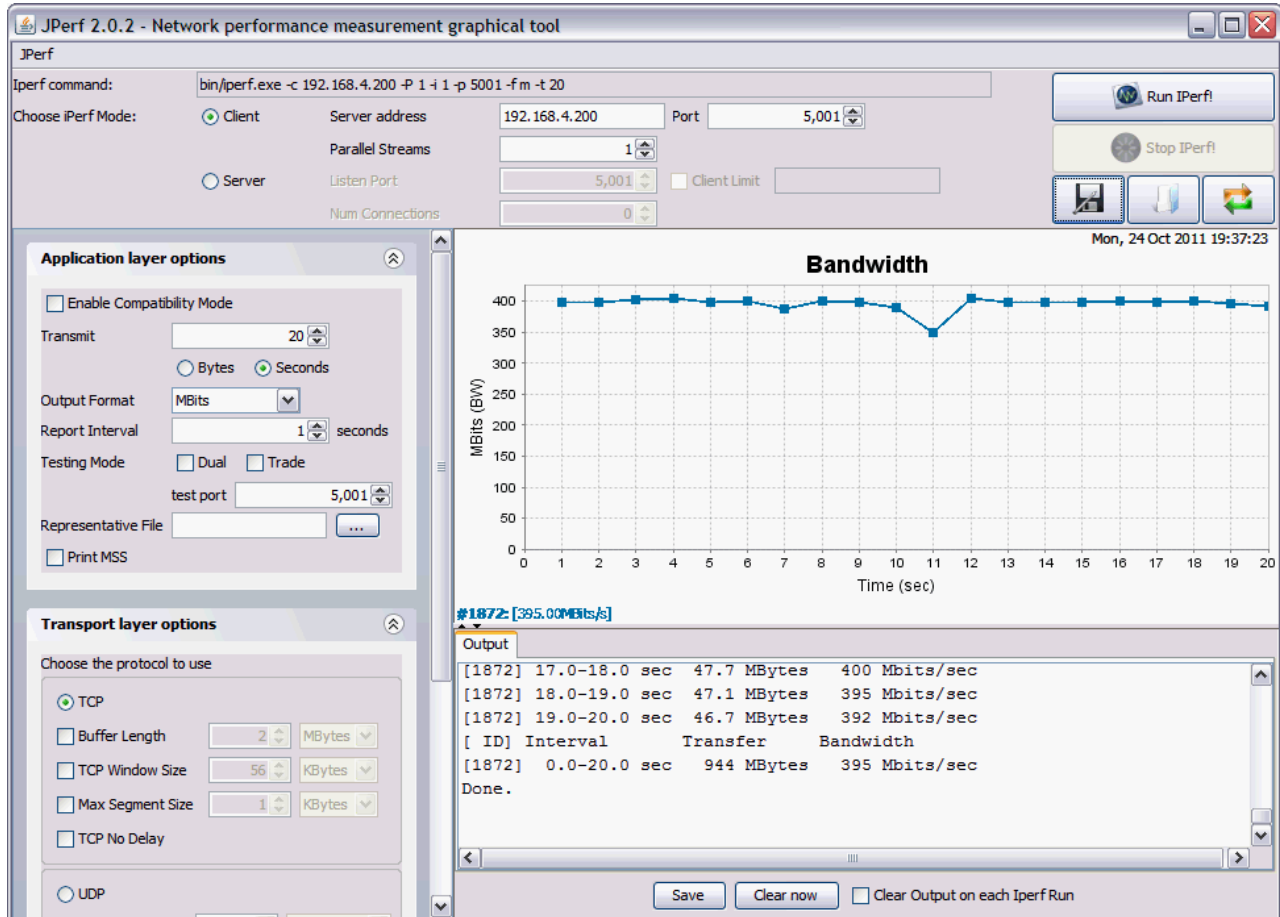 JPerf 2.0.2 - Network performance measurement graphical tool
JPerf
Iperf command: bin/iperf.exe -c 192.168.4.200 -P 1 -i 1 -p 5001 -f m -t 20
Run IPerf!
Choose iPerf Mode: Client Server address 192.168.4.200 Port 5,001
Parallel Streams 1
Stop IPerf!
Server Listen Port 5,001 Client Limit
Num Connections 0
Application layer options
Enable Compatibility Mode
Transmit 20
Bytes Seconds
Output Format MBits
Report Interval 1 seconds
Testing Mode Dual Trade
test port 5,001
Representative File ...
Print MSS
Transport layer options
Choose the protocol to use
TCP
Buffer Length 2 MBytes
TCP Window Size 56 KBytes
Max Segment Size 1 KBytes
TCP No Delay
UDP
Mon, 24 Oct 2011 19:37:23
Bandwidth
MBits (BW)
400
350
300
250
200
150
100
50
0
0 1 2 3 4 5 6 7 8 9 10 11 12 13 14 15 16 17 18 19 20
Time (sec)
#1872: [395.00MBits/s]
Output
[1872] 17.0-18.0 sec 47.7 MBytes 400 Mbits/sec
[1872] 18.0-19.0 sec 47.1 MBytes 395 Mbits/sec
[1872] 19.0-20.0 sec 46.7 MBytes 392 Mbits/sec
[ ID] Interval Transfer Bandwidth
[1872] 0.0-20.0 sec 944 MBytes 395 Mbits/sec
Done.
Save Clear now Clear Output on each Iperf Run